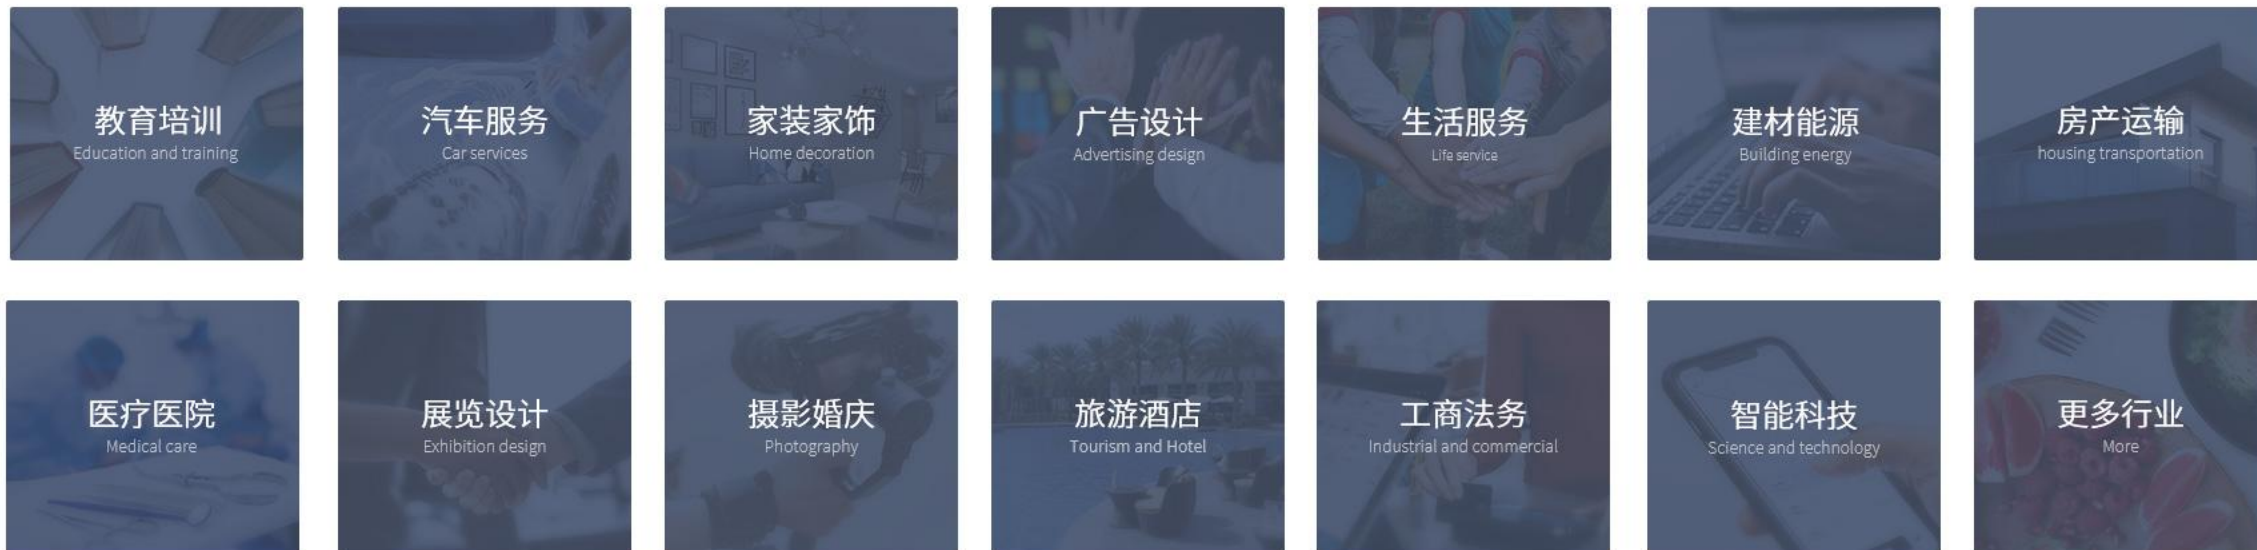 教育培训
Education and training
汽车服务
Car services
家装家饰
Home decoration
广告设计
Advertising design
生活服务
Life service
建材能源
Building energy
房产运输
housing transportation
医疗医院
Medical care
展览设计
Exhibition design
摄影婚庆
Photography
旅游酒店
Tourism and Hotel
工商法务
Industrial and commercial
智能科技
Science and technology
更多行业
More